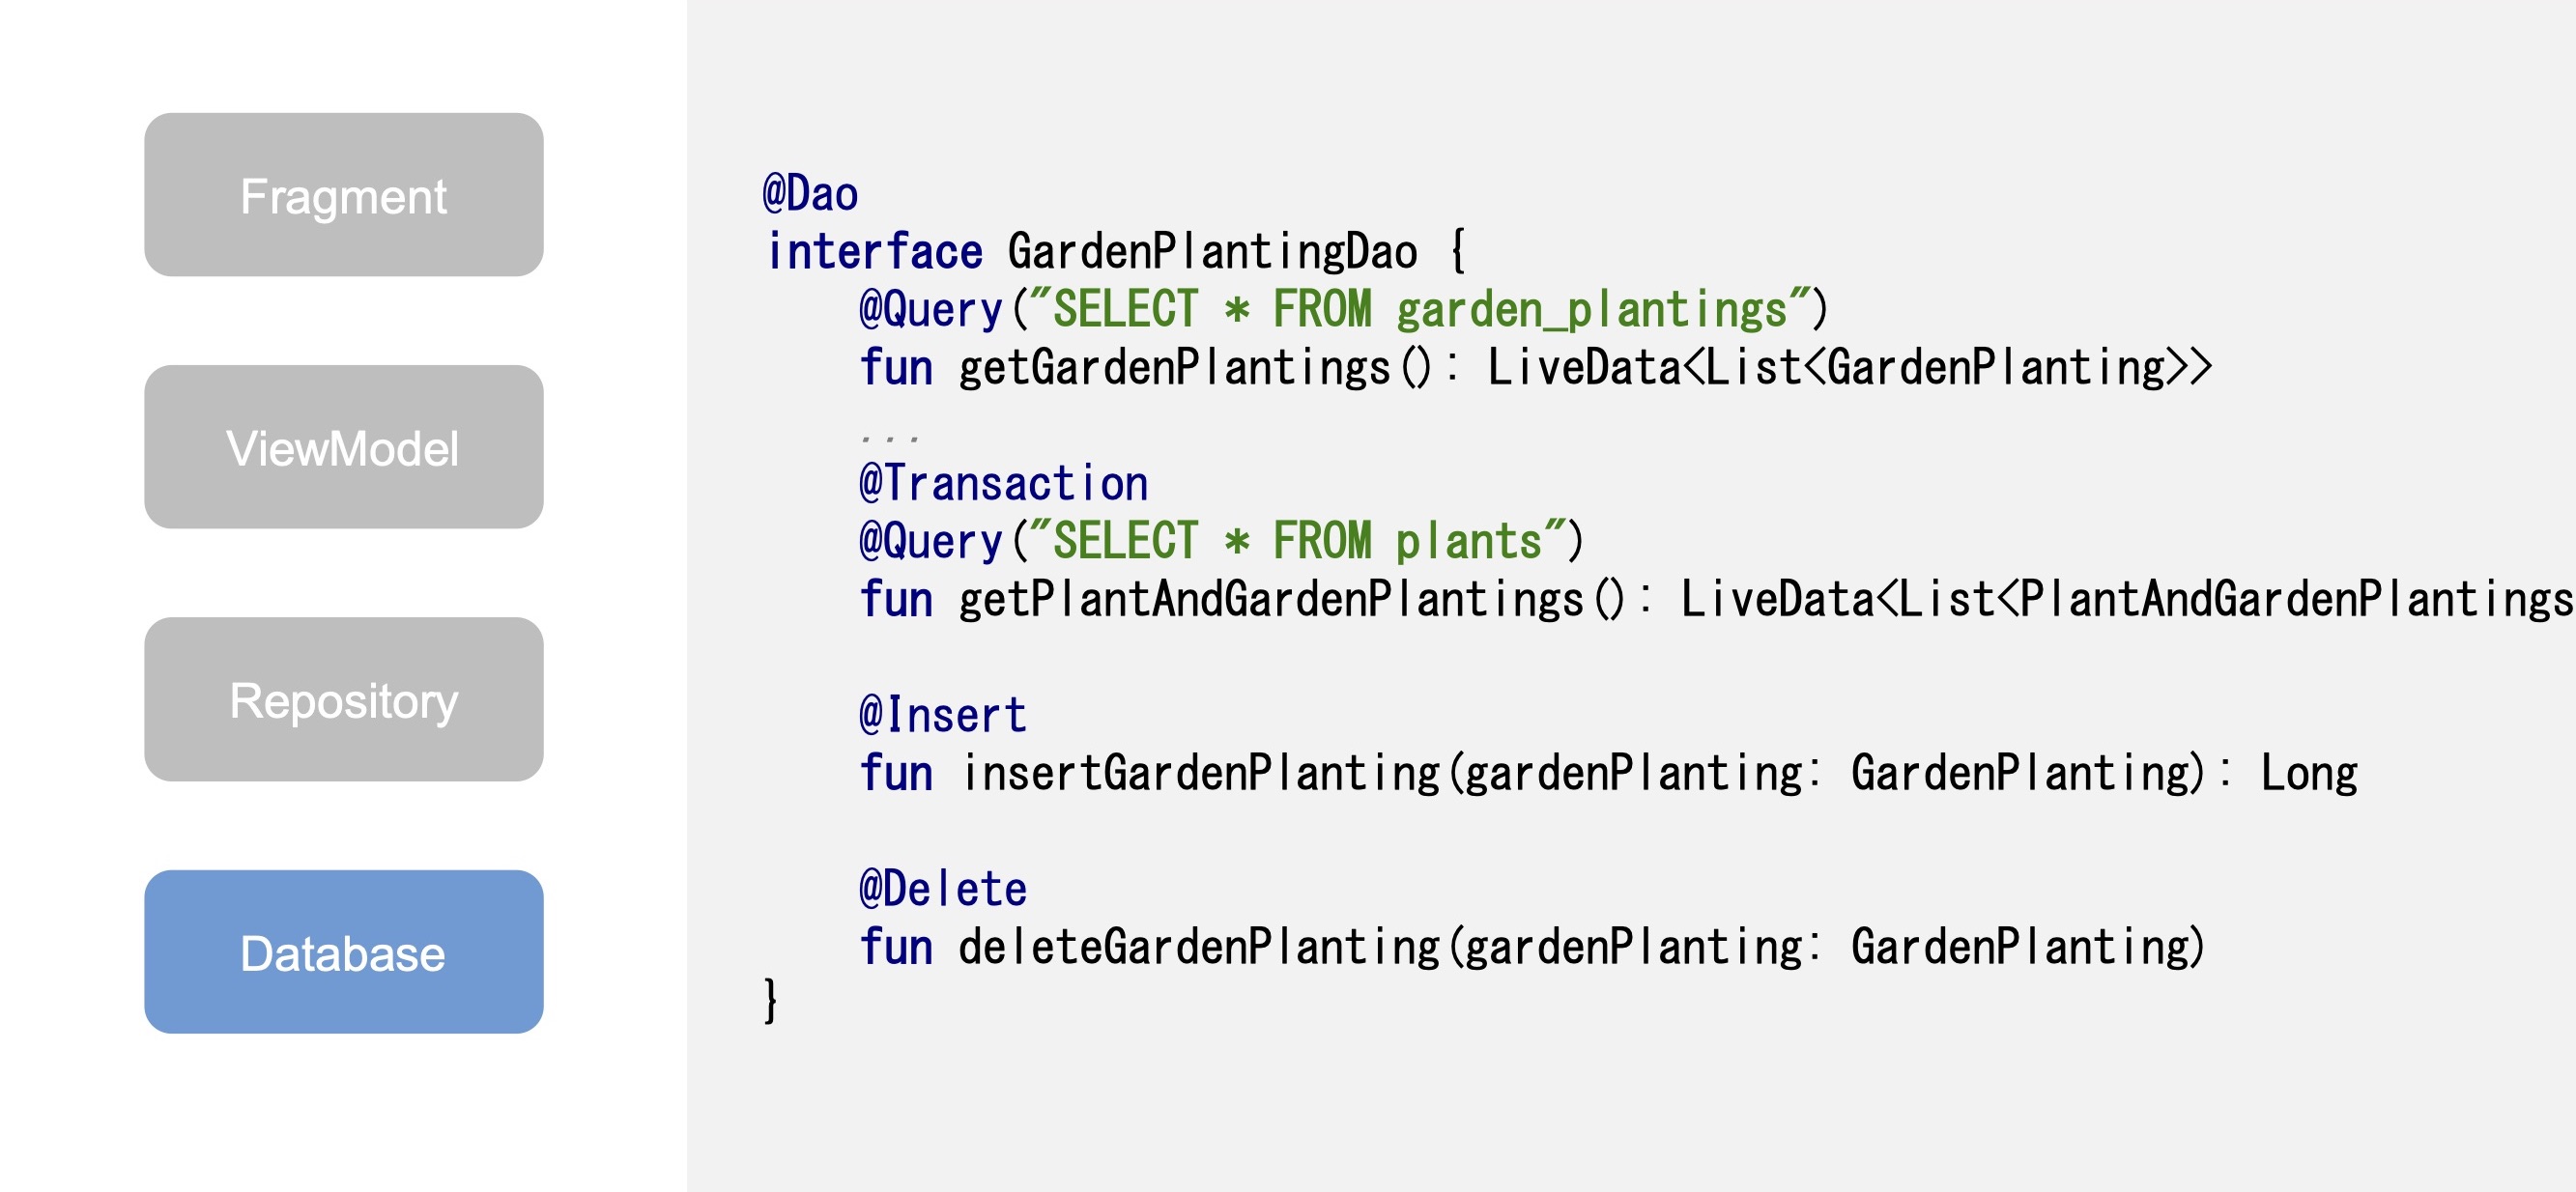 Fragment
ViewModel
Repository
Database
@Dao
interface GardenPlantingDao {
    @Query("SELECT * FROM garden_plantings")
    fun getGardenPlantings(): LiveData<List<GardenPlanting>>
    ...
    @Transaction
    @Query("SELECT * FROM plants")
    fun getPlantAndGardenPlantings(): LiveData<List<PlantAndGardenPlantings
    @Insert
    fun insertGardenPlanting(gardenPlanting: GardenPlanting): Long
    @Delete
    fun deleteGardenPlanting(gardenPlanting: GardenPlanting)
}